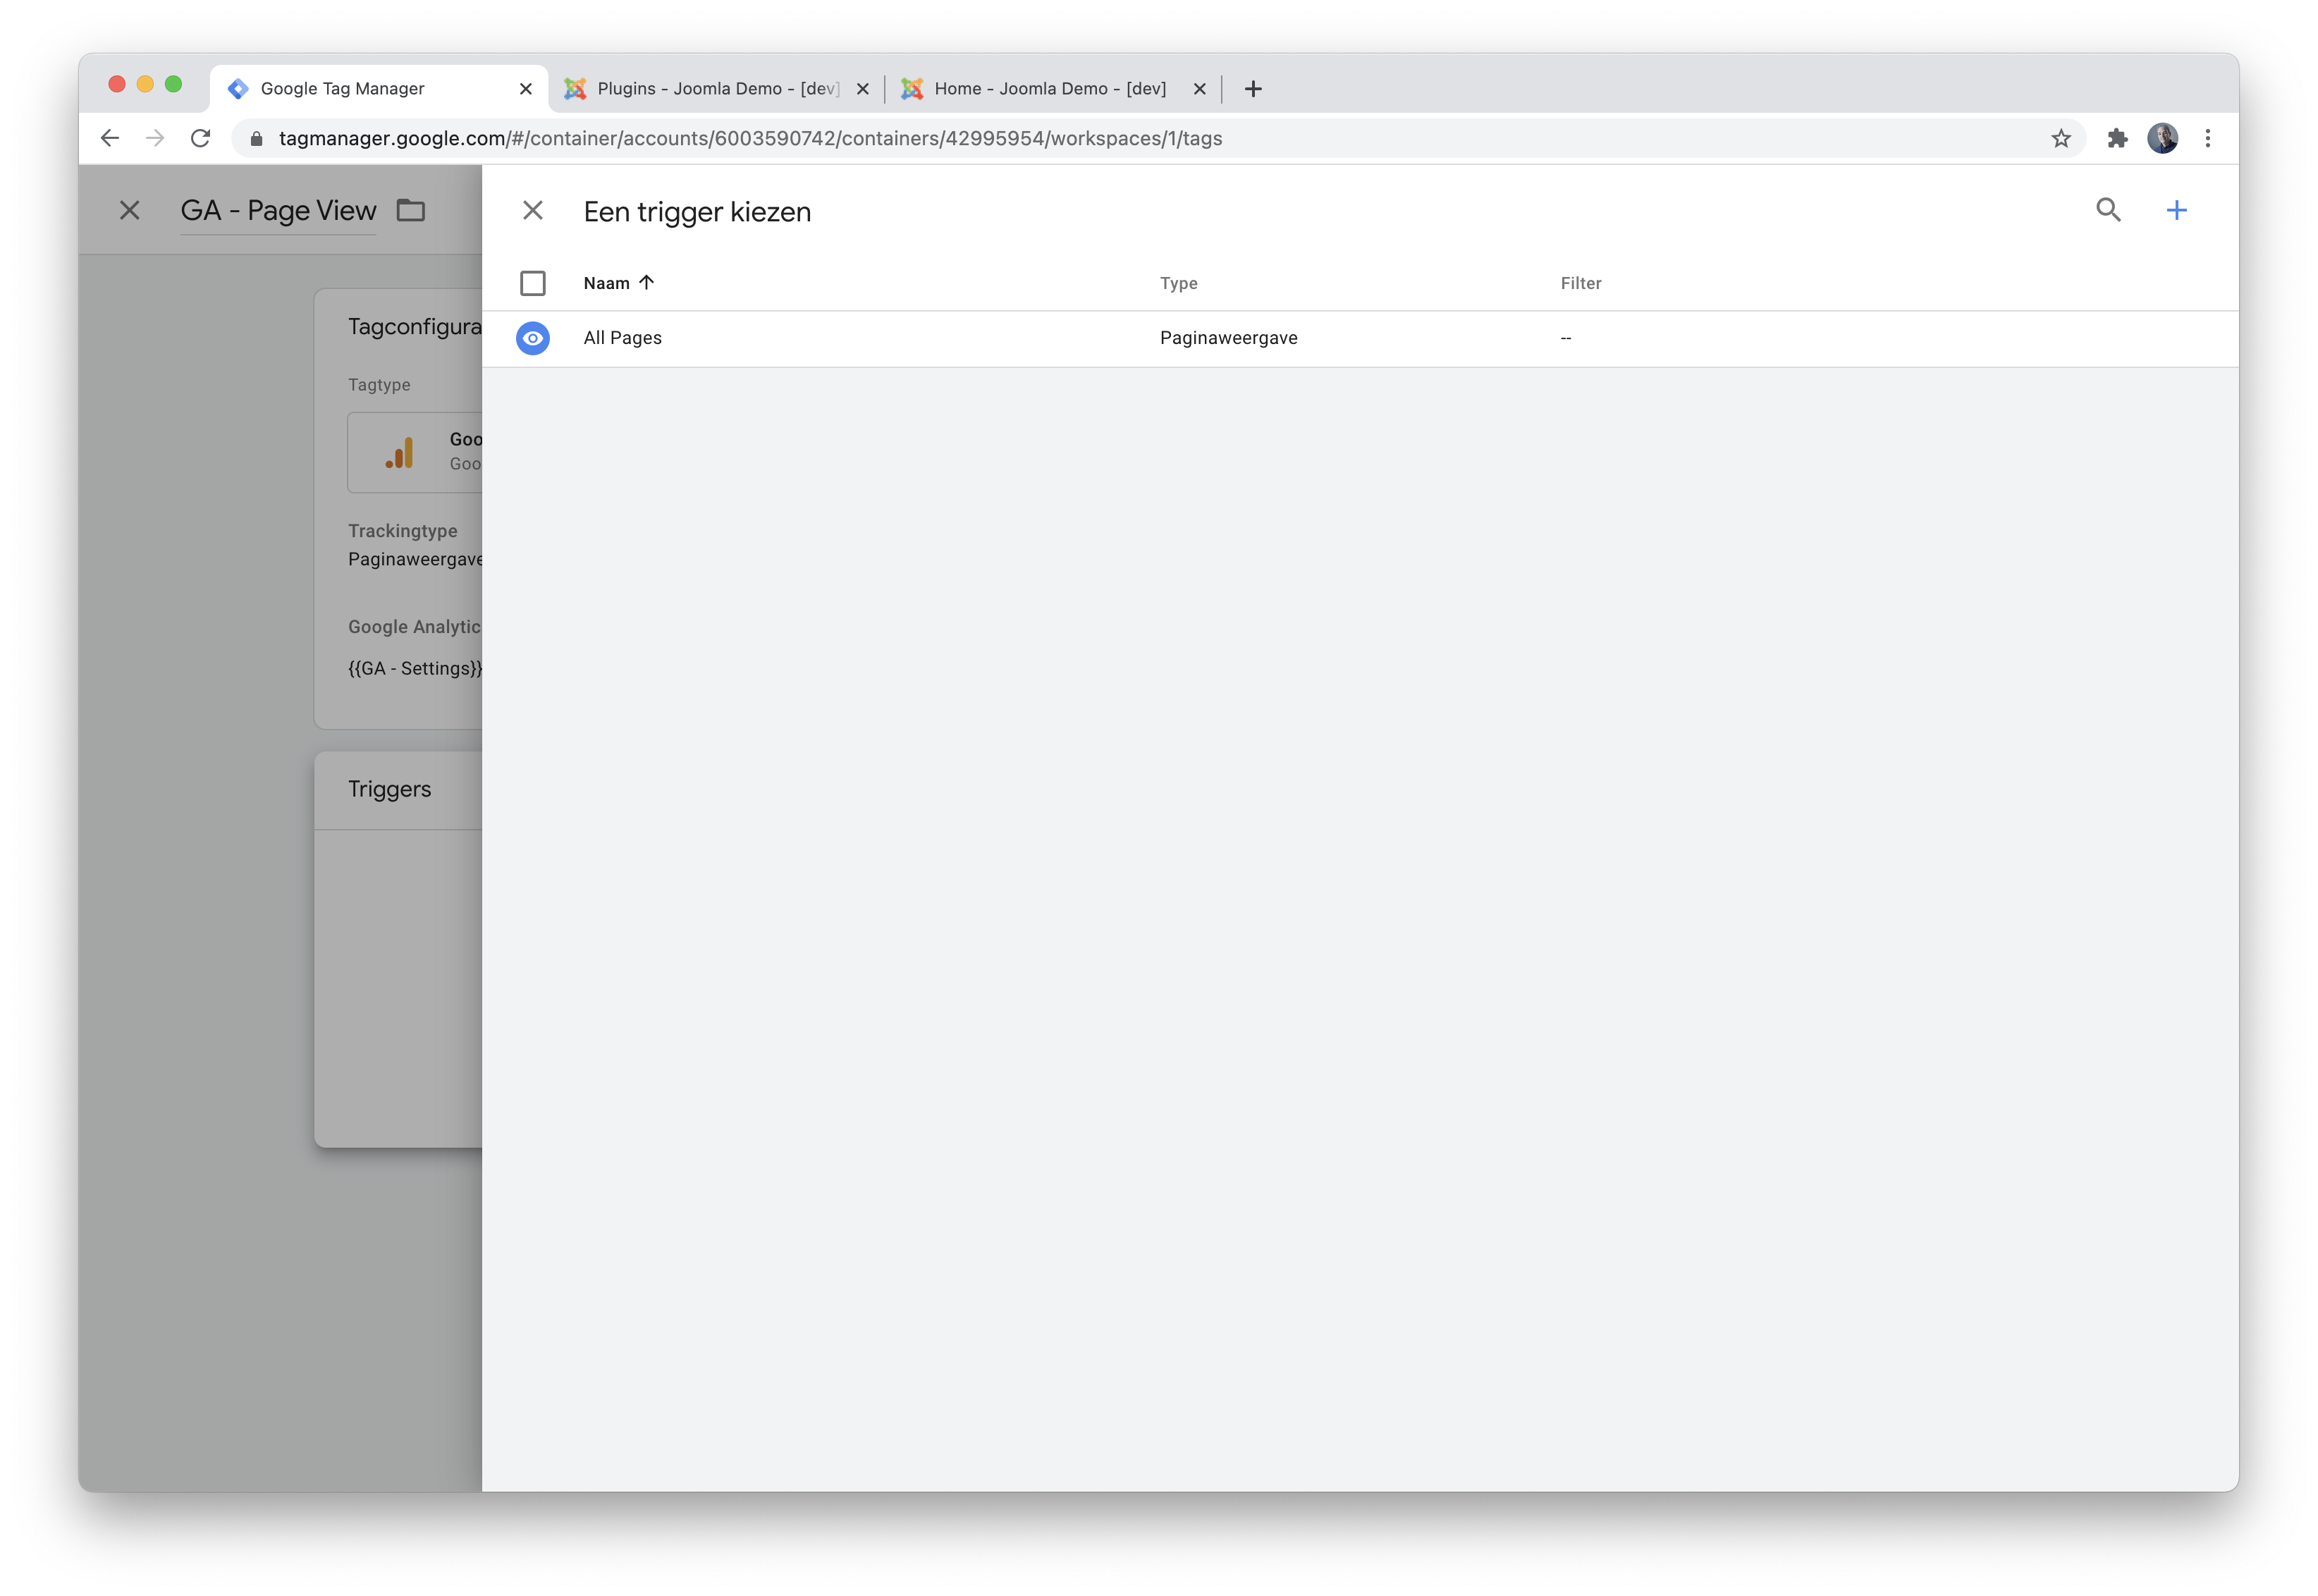 Google Tag Manager
Plugins - Joomla Demo - [dev]
Home - Joomla Demo - [dev]
tagmanager.google.com/#/container/accounts/6003590742/containers/42995954/workspaces/1/tags
GA - Page View
Een trigger kiezen
Naam Type Filter
All Pages Paginaweergave --
Tagconfigura
Tagtype
Goo
Goo
Trackingtype
Paginaweergave
Google Analytic
{{GA - Settings}}
Triggers